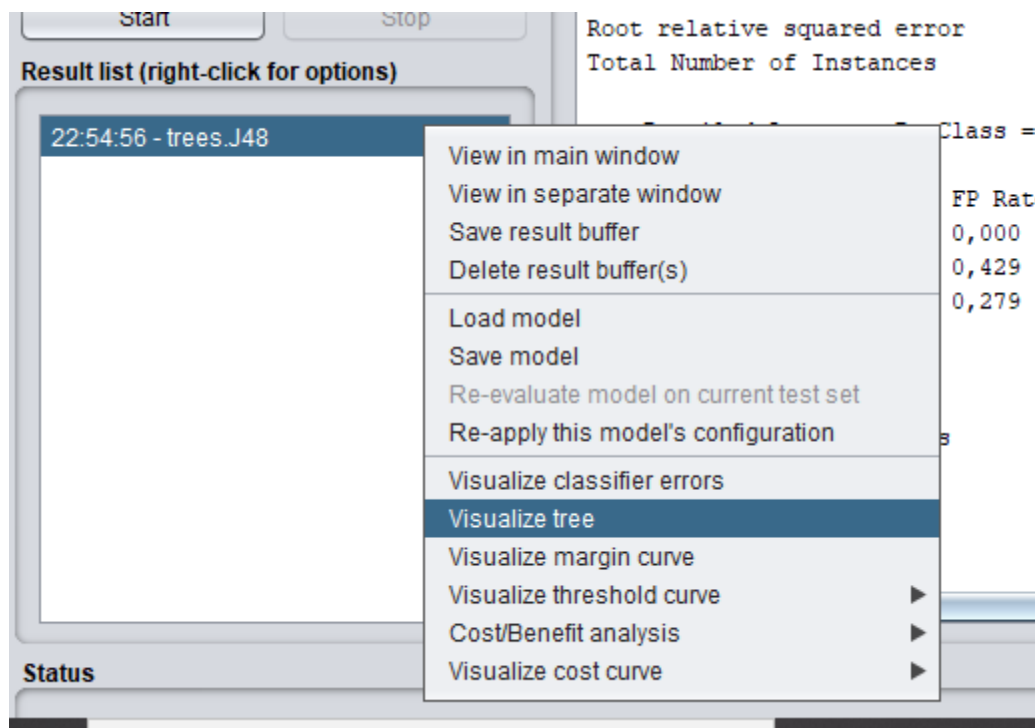 Start
Stop
Result list (right-click for options)
22:54:56 - trees.J48
View in main window
View in separate window
Save result buffer
Delete result buffer(s)
Load model
Save model
Re-evaluate model on current test set
Re-apply this model's configuration
Visualize classifier errors
Visualize tree
Visualize margin curve
Visualize threshold curve
Cost/Benefit analysis
Visualize cost curve
Root relative squared error
Total Number of Instances
Class =
FP Rat
0,000
0,429
0,279
s
Status